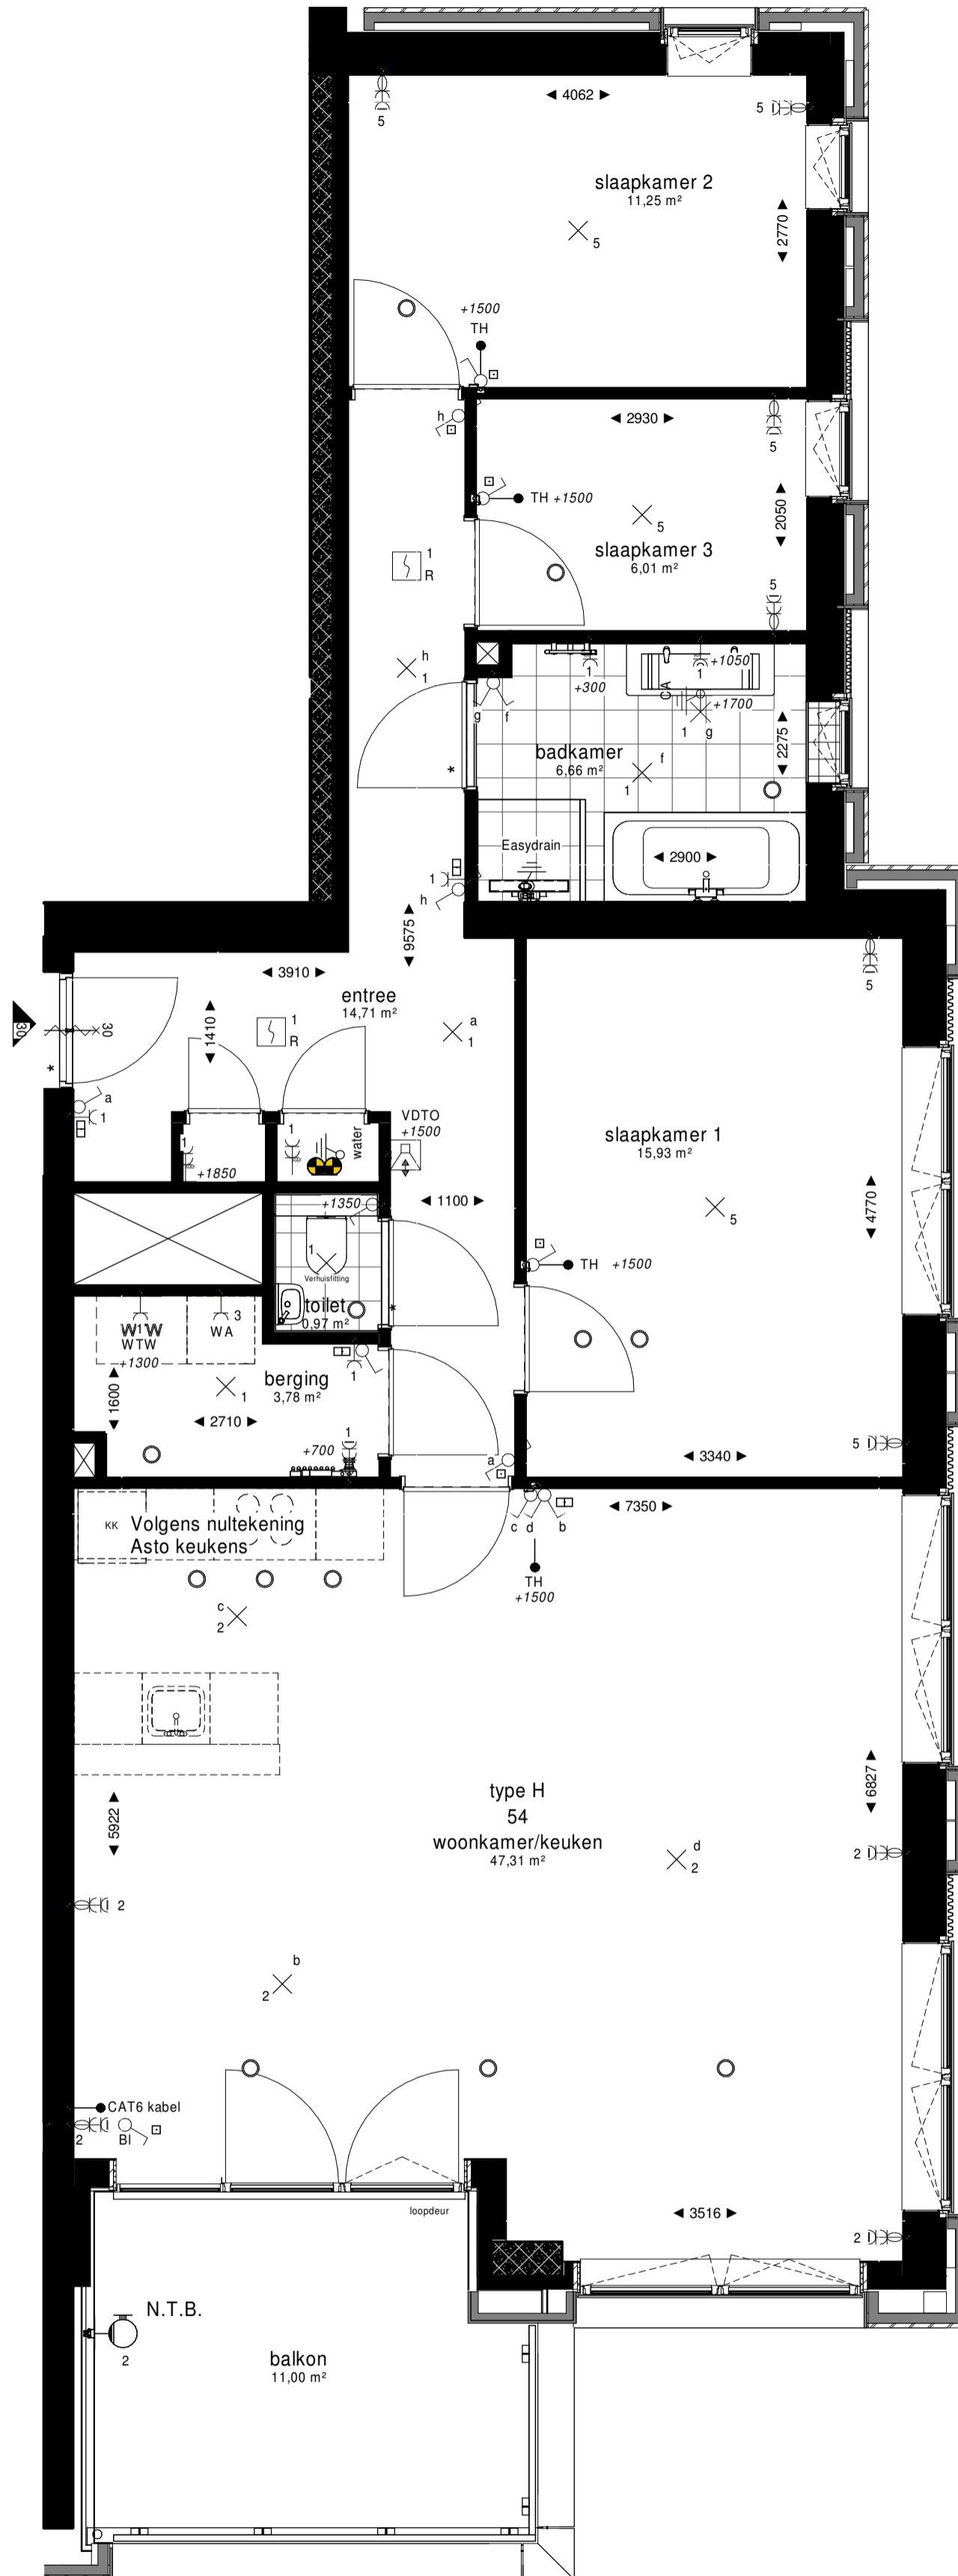 4062
5
5
slaapkamer 2
11,25 m²
2770
5
+1500
TH
h
2930
5
TH +1500
2050
5
slaapkamer 3
6,01 m²
1
R
5
h
1
1
+300
1
+1050
CA
+1700
g
f
1 g
2275
badkamer
6,66 m²
f
1
*
Easydrain
2900
1
h
9575
3910
entree
14,71 m²
5
1410
1
R
a
1
30
30
*
a
1
VDTO
+1500
1
+1850
1
water
slaapkamer 1
15,93 m²
+1350
1100
4770
5
1
Verhuisfitting
toilet
0,97 m²
*
TH +1500
WTW
+1300
3
WA
1
berging
3,78 m²
1600
1
2710
+700
1
a
3340
5
KK
Volgens nultekening
Asto keukens
c d b
7350
TH
+1500
c
2
type H
54
woonkamer/keuken
47,31 m²
5922
6827
d
2
2
2
b
2
CAT6 kabel
2
BI
loopdeur
3516
2
N.T.B.
2
balkon
11,00 m²